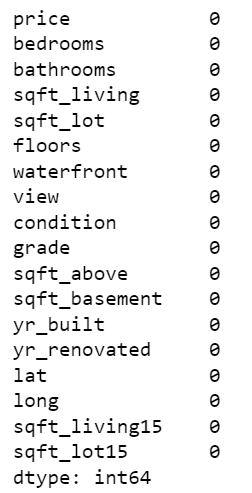 price 0
bedrooms 0
bathrooms 0
sqft_living 0
sqft_lot 0
floors 0
waterfront 0
view 0
condition 0
grade 0
sqft_above 0
sqft_basement 0
yr_built 0
yr_renovated 0
lat 0
long 0
sqft_living15 0
sqft_lot15 0
dtype: int64